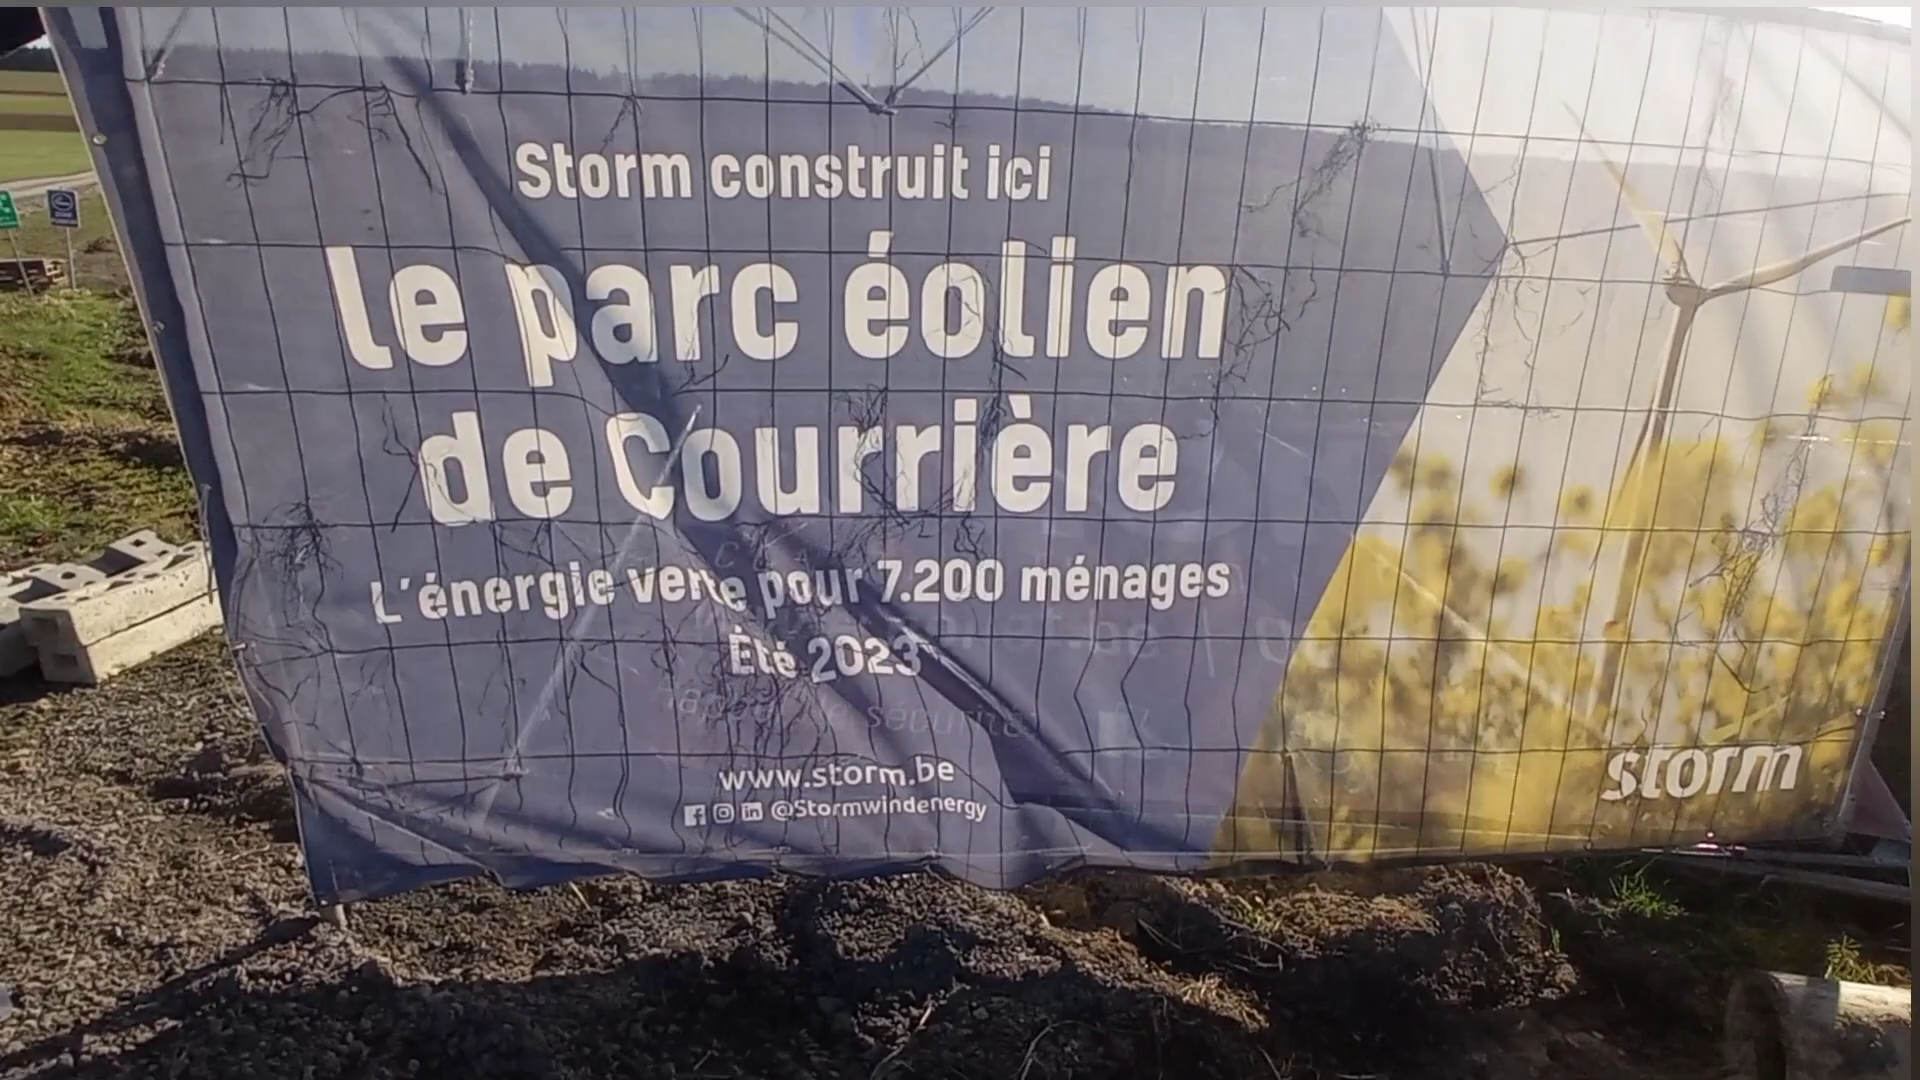 Storm construit ici
le parc éolien
de Courrière
L'énergie verte pour 7.200 ménages
Été 2023
www.storm.be
@Stormwindenergy
storm